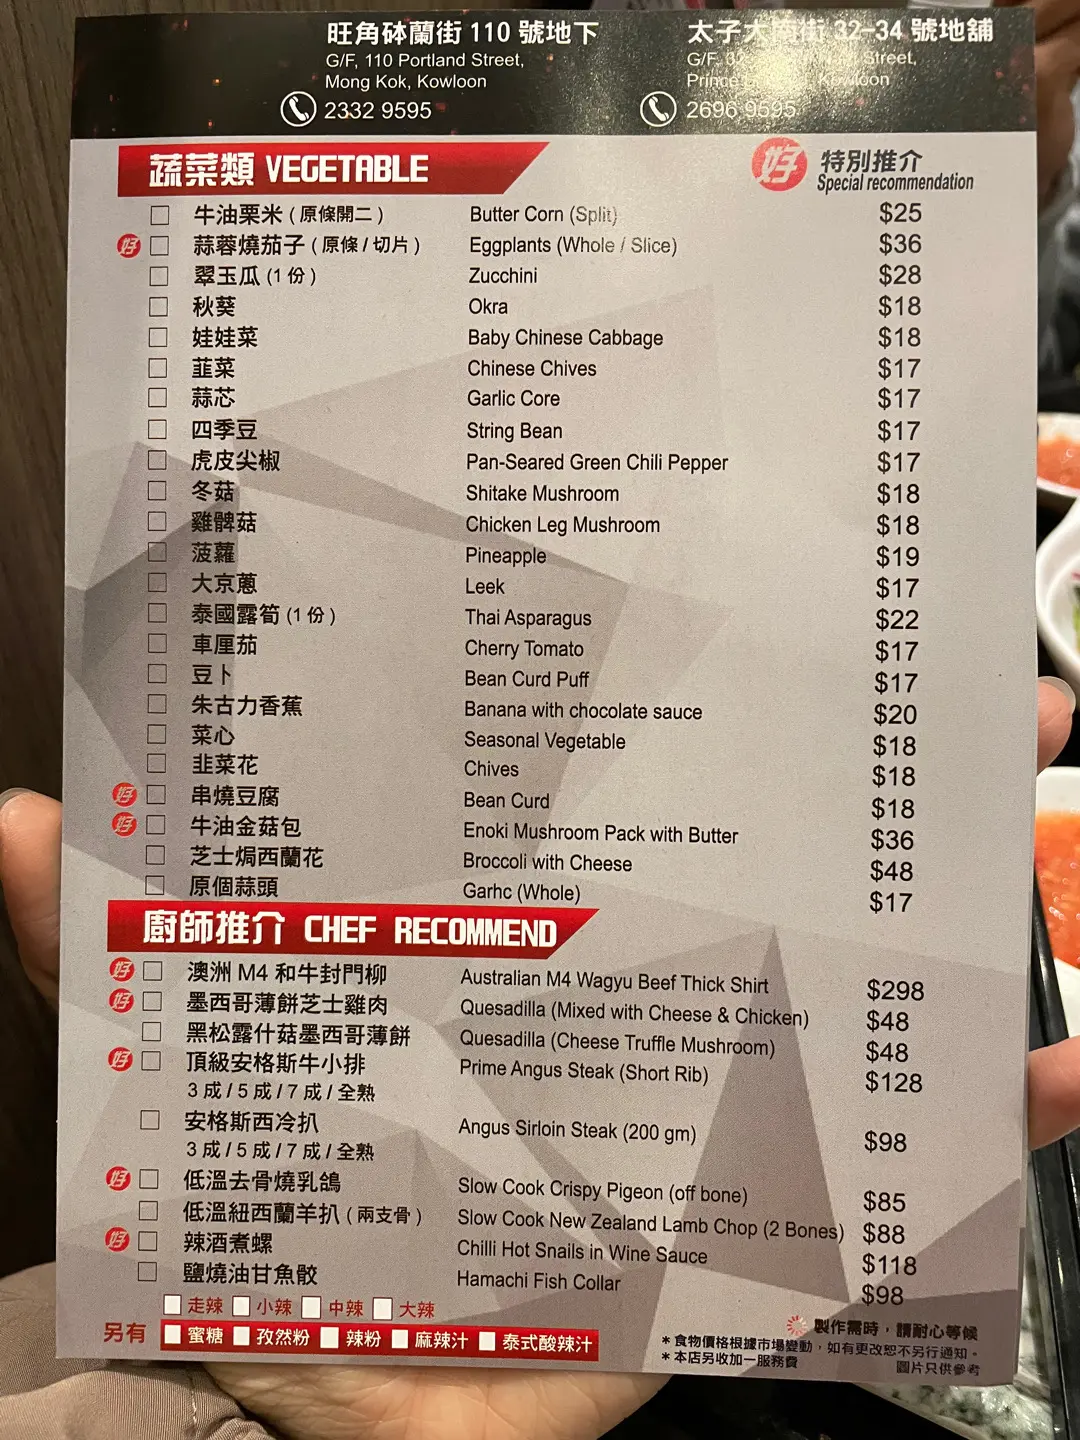 旺角砵蘭街 110 號地下
G/F, 110 Portland Street,
Mong Kok, Kowloon
2332 9595
太子大 街 32-34 號地舖
G/F, Street,
Prince Kowloon
2696 9595
蔬菜類 VEGETABLE
好 特別推介
Special recommendation
牛油粟米 ( 原條開二 ) Butter Corn (Split) $25
好 蒜蓉燒茄子 ( 原條 / 切片 ) Eggplants (Whole / Slice) $36
翠玉瓜 (1 份 ) Zucchini $28
秋葵 Okra $18
娃娃菜 Baby Chinese Cabbage $18
韮菜 Chinese Chives $17
蒜芯 Garlic Core $17
四季豆 String Bean $17
虎皮尖椒 Pan-Seared Green Chili Pepper $17
冬菇 Shitake Mushroom $18
雞髀菇 Chicken Leg Mushroom $18
菠蘿 Pineapple $19
大京蔥 Leek $17
泰國露筍 (1 份 ) Thai Asparagus $22
車厘茄 Cherry Tomato $17
豆卜 Bean Curd Puff $17
朱古力香蕉 Banana with chocolate sauce $20
菜心 Seasonal Vegetable $18
韮菜花 Chives $18
好 串燒豆腐 Bean Curd $18
好 牛油金菇包 Enoki Mushroom Pack with Butter $36
芝士焗西蘭花 Broccoli with Cheese $48
原個蒜頭 Garhc (Whole) $17
廚師推介 CHEF RECOMMEND
好 澳洲 M4 和牛封門柳 Australian M4 Wagyu Beef Thick Shirt $298
好 墨西哥薄餅芝士雞肉 Quesadilla (Mixed with Cheese & Chicken) $48
黑松露什菇墨西哥薄餅 Quesadilla (Cheese Truffle Mushroom) $48
好 頂級安格斯牛小排 Prime Angus Steak (Short Rib) $128
3 成 / 5 成 / 7 成 / 全熟
安格斯西冷扒 Angus Sirloin Steak (200 gm) $98
3 成 / 5 成 / 7 成 / 全熟
好 低溫去骨燒乳鴿 Slow Cook Crispy Pigeon (off bone) $85
低溫紐西蘭羊扒 ( 兩支骨 ) Slow Cook New Zealand Lamb Chop (2 Bones) $88
好 辣酒煮螺 Chilli Hot Snails in Wine Sauce $118
鹽燒油甘魚骹 Hamachi Fish Collar $98
走辣 小辣 中辣 大辣
另有 蜜糖 孜然粉 辣粉 麻辣汁 泰式酸辣汁
製作需時，請耐心等候
* 食物價格根據市場變動，如有更改恕不另行通知。
* 本店另收加一服務費
圖片只供參考